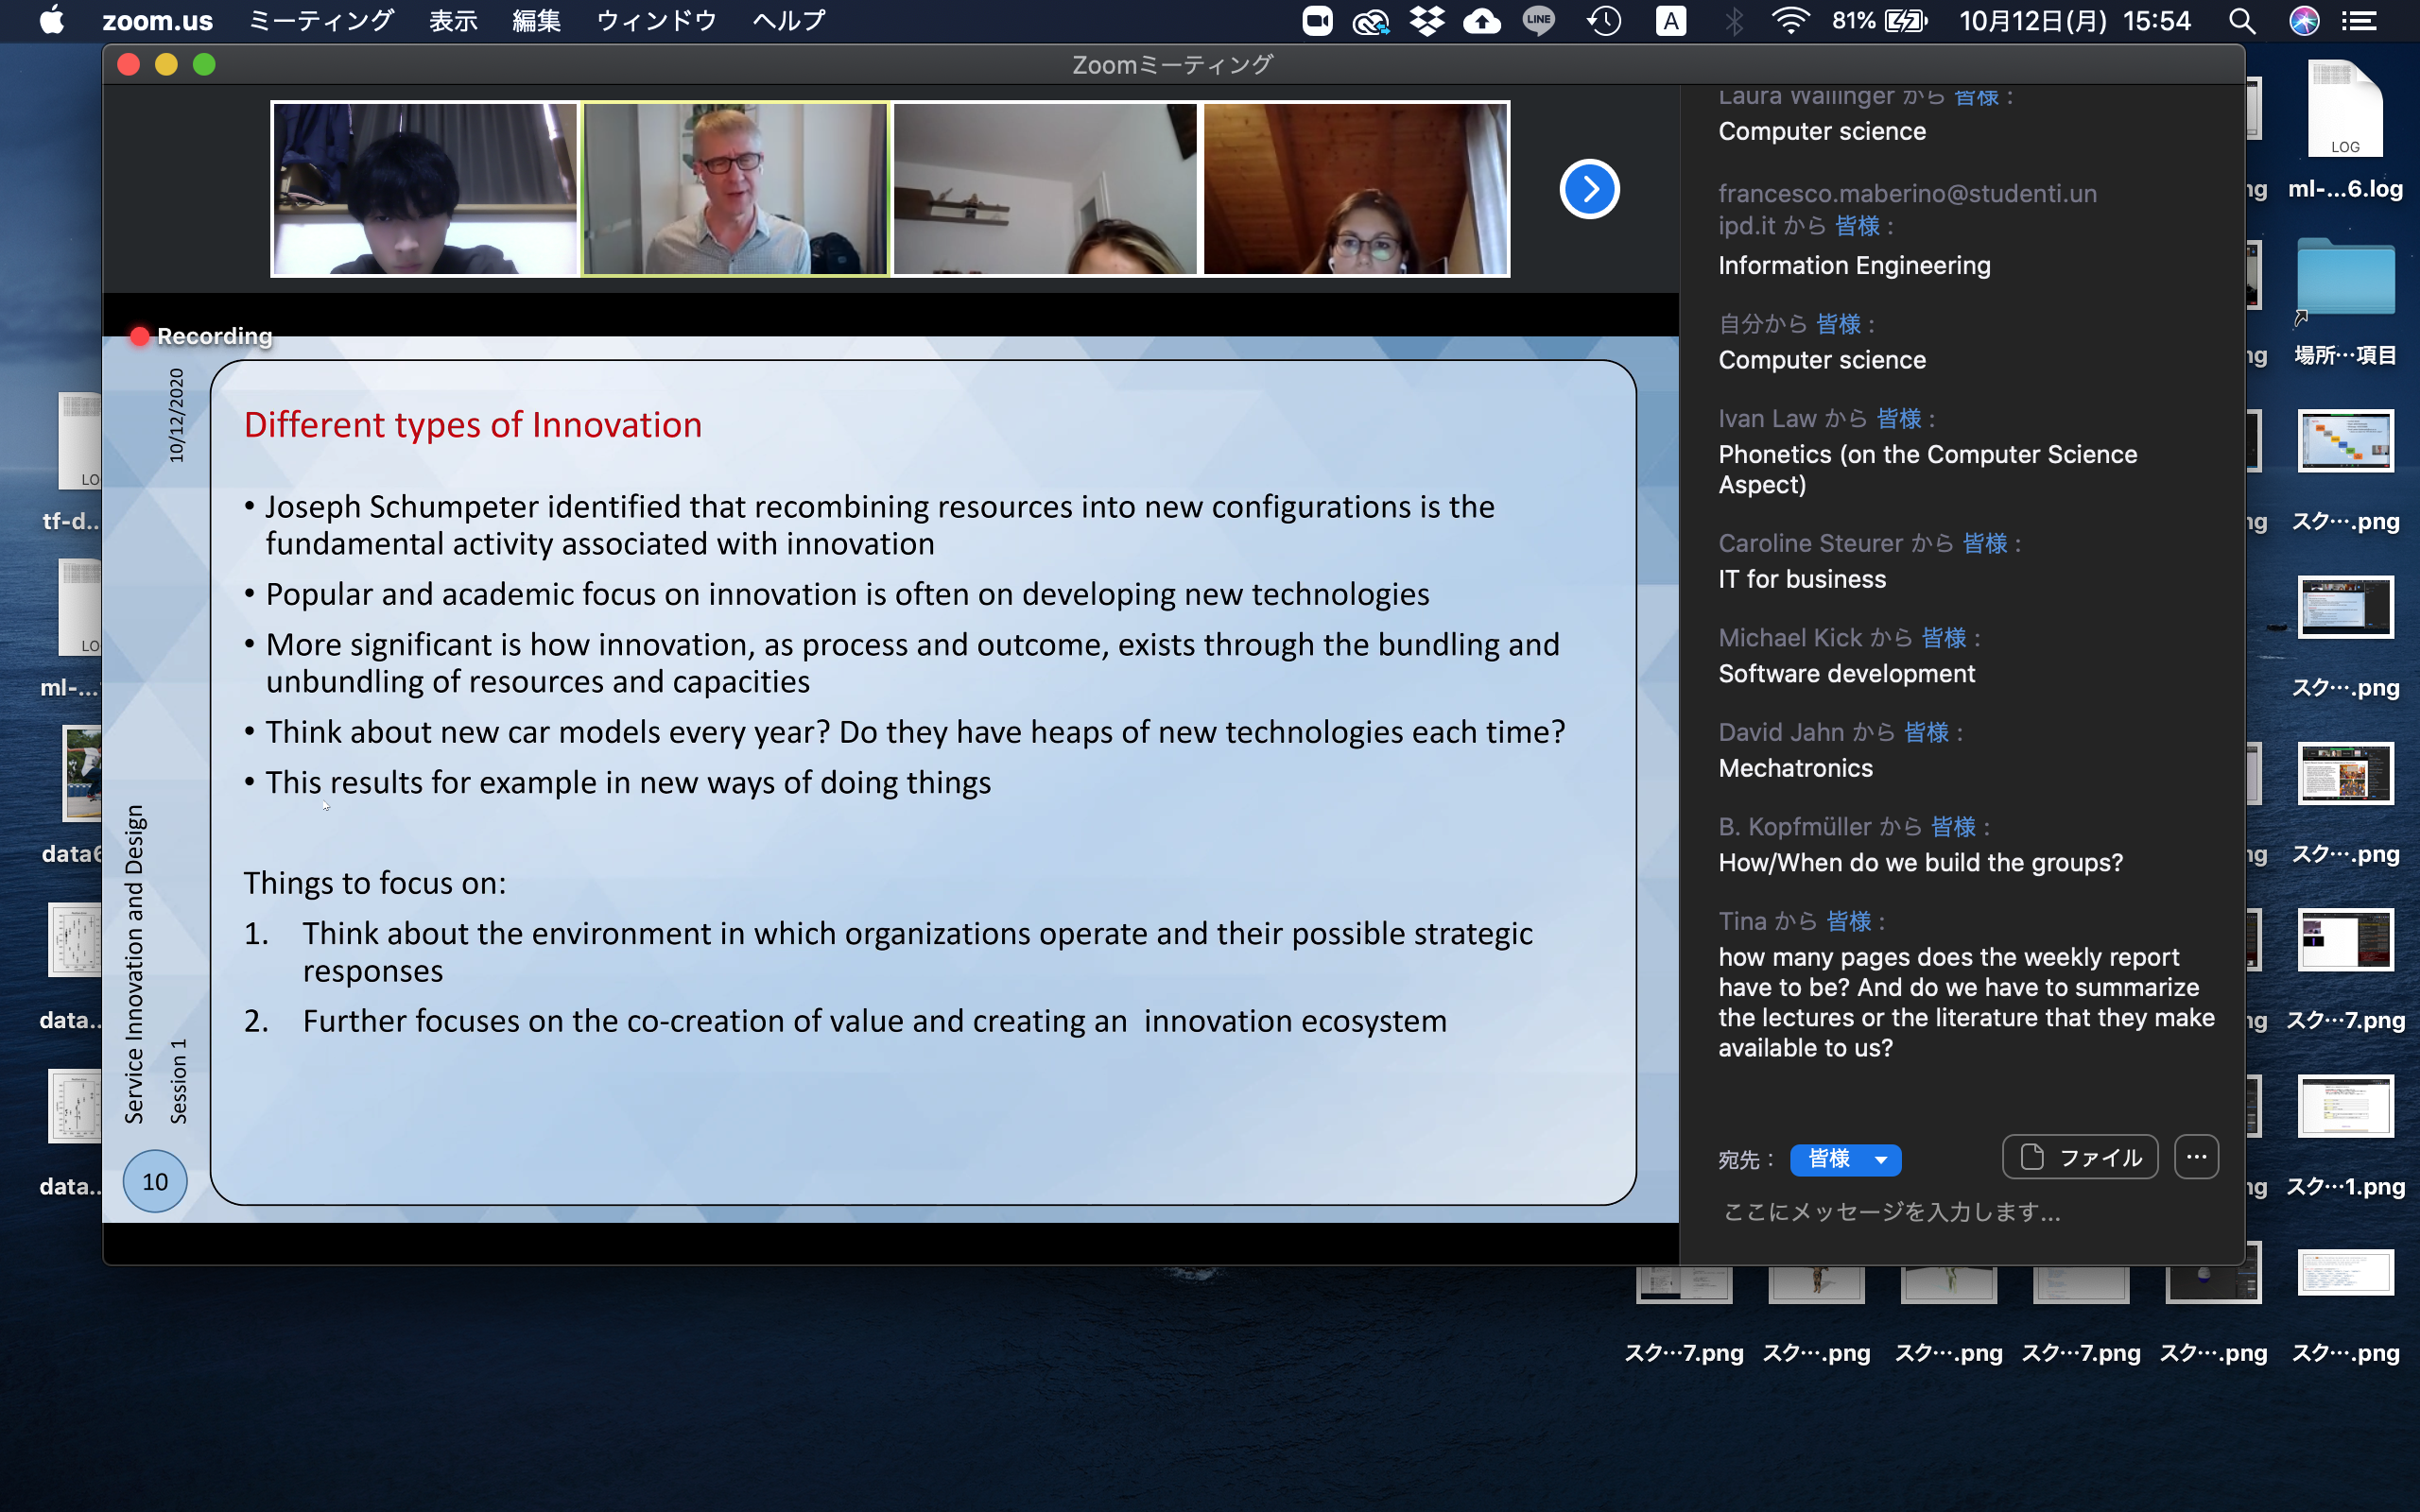 zoom.us ミーティング 表示 編集 ウィンドウ ヘルプ LINE A 81% 10月12日(月) 15:54
Zoomミーティング
Recording
10/12/2020
Service Innovation and Design
Session 1
10
Different types of Innovation
• Joseph Schumpeter identified that recombining resources into new configurations is the
fundamental activity associated with innovation
• Popular and academic focus on innovation is often on developing new technologies
• More significant is how innovation, as process and outcome, exists through the bundling and
unbundling of resources and capacities
• Think about new car models every year? Do they have heaps of new technologies each time?
• This results for example in new ways of doing things
Things to focus on:
1. Think about the environment in which organizations operate and their possible strategic
responses
2. Further focuses on the co-creation of value and creating an innovation ecosystem
Laura Wallinger から 皆様 :
Computer science
francesco.maberino@studenti.un
ipd.it から 皆様 :
Information Engineering
自分から 皆様 :
Computer science
Ivan Law から 皆様 :
Phonetics (on the Computer Science
Aspect)
Caroline Steurer から 皆様 :
IT for business
Michael Kick から 皆様 :
Software development
David Jahn から 皆様 :
Mechatronics
B. Kopfmüller から 皆様 :
How/When do we build the groups?
Tina から 皆様 :
how many pages does the weekly report
have to be? And do we have to summarize
the lectures or the literature that they make
available to us?
宛先： 皆様 ファイル ...
ここにメッセージを入力します...
LO
tf-d..
LO
ml-...
data6
data..
data..
LOG
ng ml-...6.log
ng 場所…項目
ng スク….png
スク….png
ng スク….png
ng スク…7.png
ng スク…1.png
スク…7.png スク….png スク….png スク…7.png スク….png スク….png